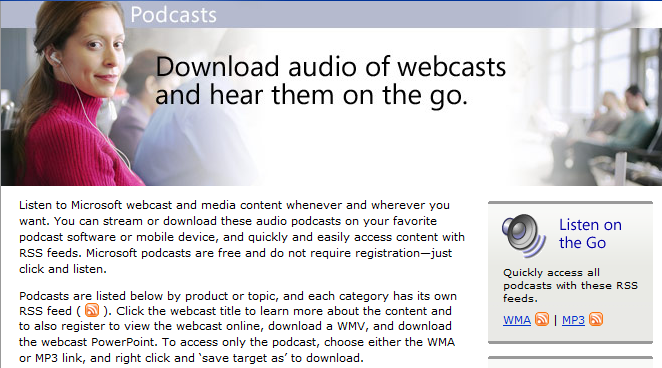 Podcasts
Download audio of webcasts
and hear them on the go.
Listen to Microsoft webcast and media content whenever and wherever you
want. You can stream or download these audio podcasts on your favorite
podcast software or mobile device, and quickly and easily access content with
RSS feeds. Microsoft podcasts are free and do not require registration—just
click and listen.
Podcasts are listed below by product or topic, and each category has its own
RSS feed ( ). Click the webcast title to learn more about the content and
to also register to view the webcast online, download a WMV, and download
the webcast PowerPoint. To access only the podcast, choose either the WMA
or MP3 link, and right click and ‘save target as’ to download.
Listen on
the Go
Quickly access all
podcasts with these RSS
feeds.
WMA | MP3